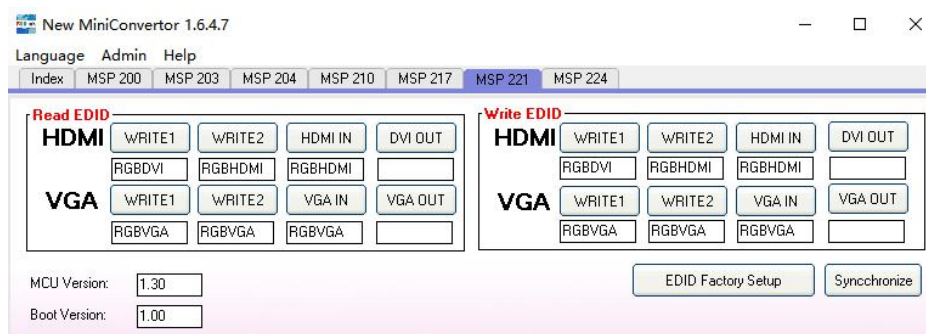 New MiniConvertor 1.6.4.7
Language Admin Help
Index MSP 200 MSP 203 MSP 204 MSP 210 MSP 217 MSP 221 MSP 224
Read EDID
HDMI WRITE1 WRITE2 HDMI IN DVI OUT
RGBDVI RGBHDMI RGBHDMI
VGA WRITE1 WRITE2 VGA IN VGA OUT
RGBVGA RGBVGA RGBVGA
Write EDID
HDMI WRITE1 WRITE2 HDMI IN DVI OUT
RGBDVI RGBHDMI RGBHDMI
VGA WRITE1 WRITE2 VGA IN VGA OUT
RGBVGA RGBVGA RGBVGA
MCU Version: 1.30
EDID Factory Setup Syncchronize
Boot Version: 1.00